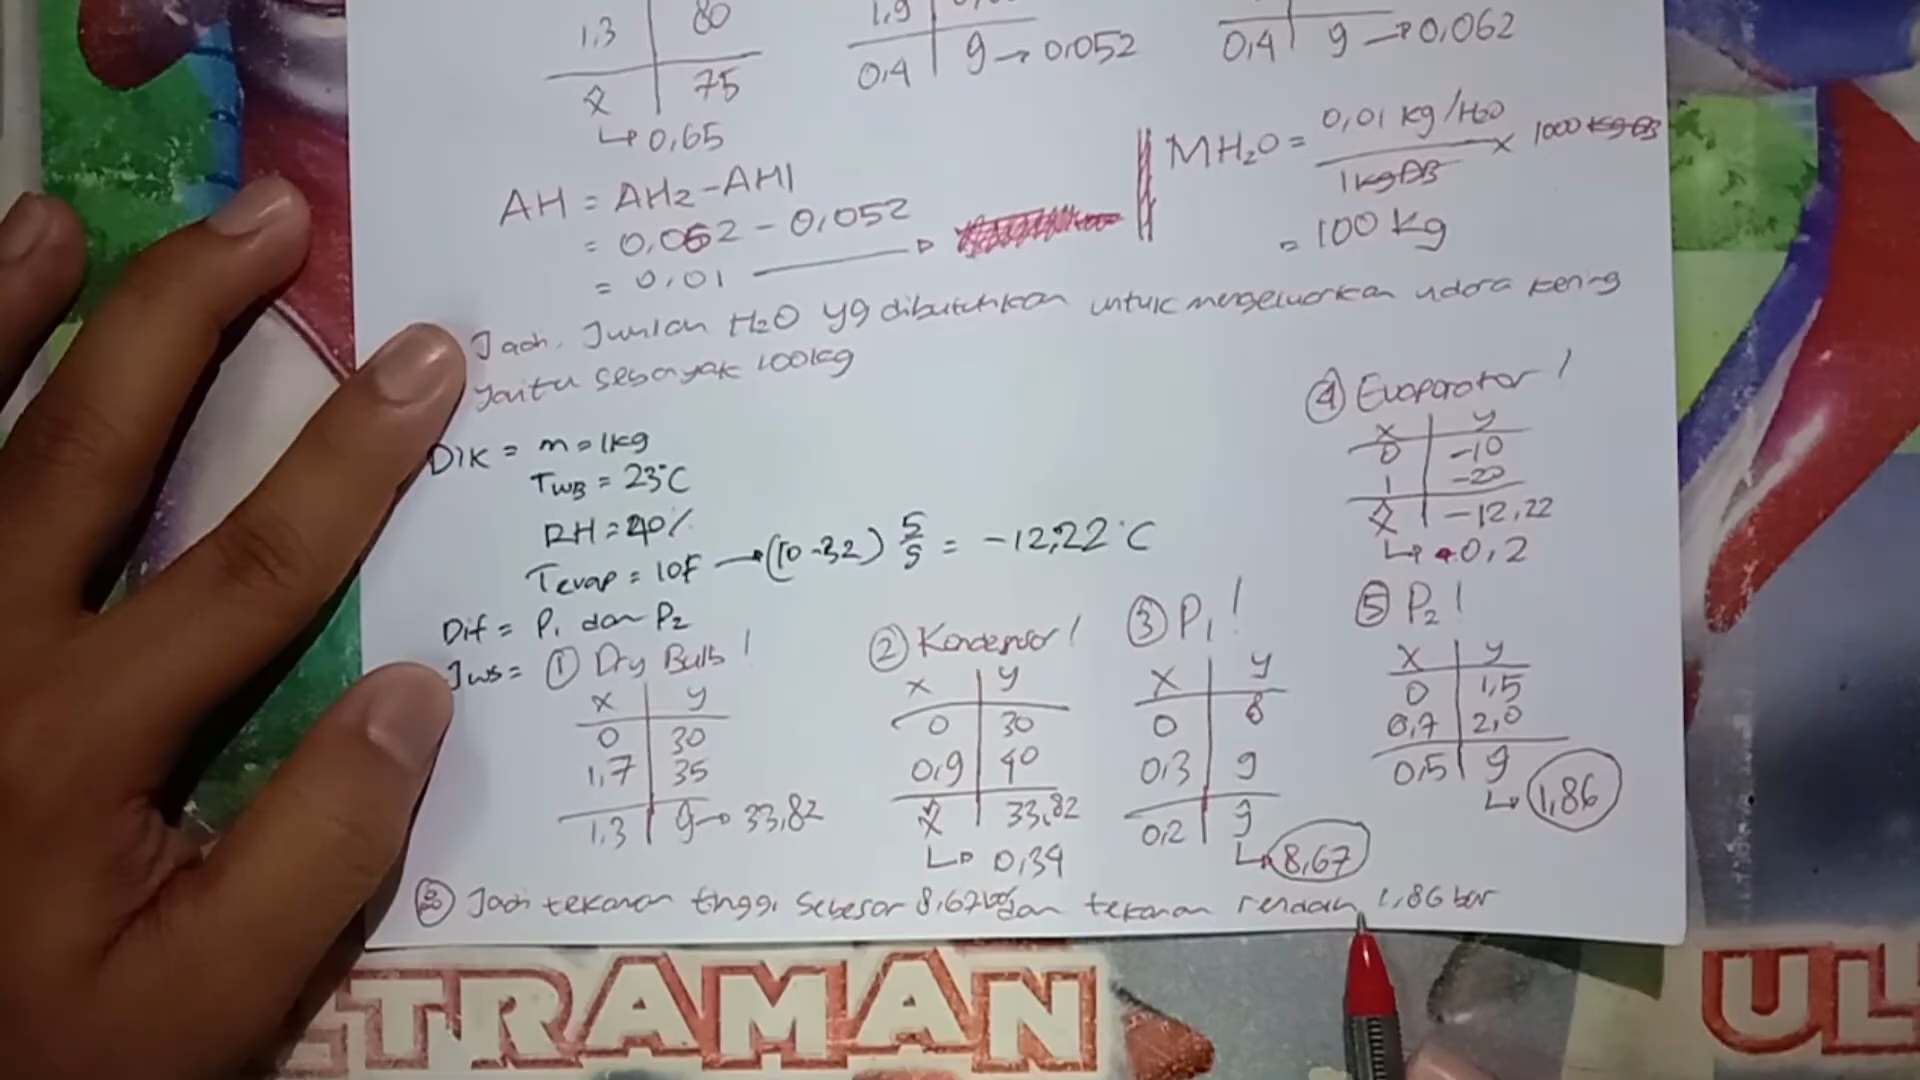 1,3 | 80
x̂ | 75
↳ 0,65
1,9
0,4 | ŷ → 0,052
0,4 | ŷ → 0,062
AH = AH2 - AH1
= 0,062 - 0,052
= 0,01
MH2O = 0,01 kg/H2O / 1 kg × 1000
= 100 kg
Jadi, Jumlah H2O yg dibutuhkan untuk mengeluarkan udara kering
yaitu sebanyak 100kg
Dik = m = 1kg
TWB = 23°C
RH = 40%
Tevap = 10F → (10-32) 5/9 = -12,22°C
Dit = P1 dan P2
Jwb = ① Dry Bulb !
x | y
0 | 30
1,7 | 35
1,3 | ŷ → 33,82
② Kondensor !
x | y
0 | 30
0,9 | 40
x̂ | 33,82
↳ 0,34
③ P1 !
x | y
0 | 8
0,3 | 9
0,2 | ŷ
↳ 8,67
④ Evaporator !
x | y
0 | -10
1 | -20
x̂ | -12,22
↳ 0,2
⑤ P2 !
x | y
0 | 1,5
0,7 | 2,0
0,5 | ŷ
↳ 1,86
Jadi tekanan tinggi sebesar 8,67 bar dan tekanan rendah 1,86 bar
TRAMAN
UL